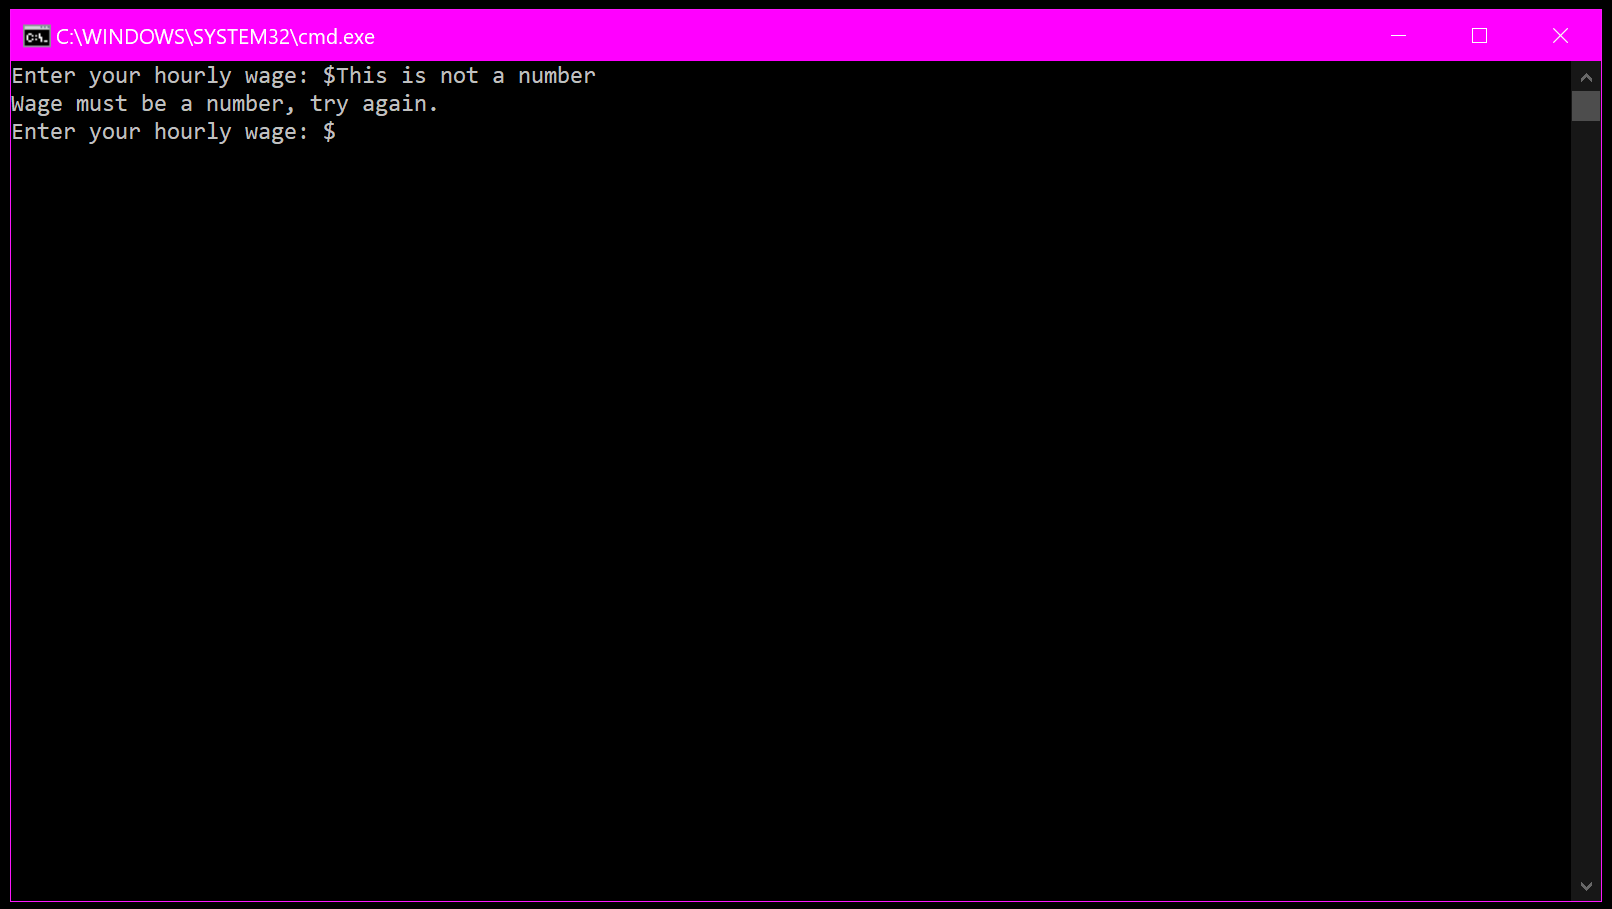 C:\WINDOWS\SYSTEM32\cmd.exe
Enter your hourly wage: $This is not a number
Wage must be a number, try again.
Enter your hourly wage: $